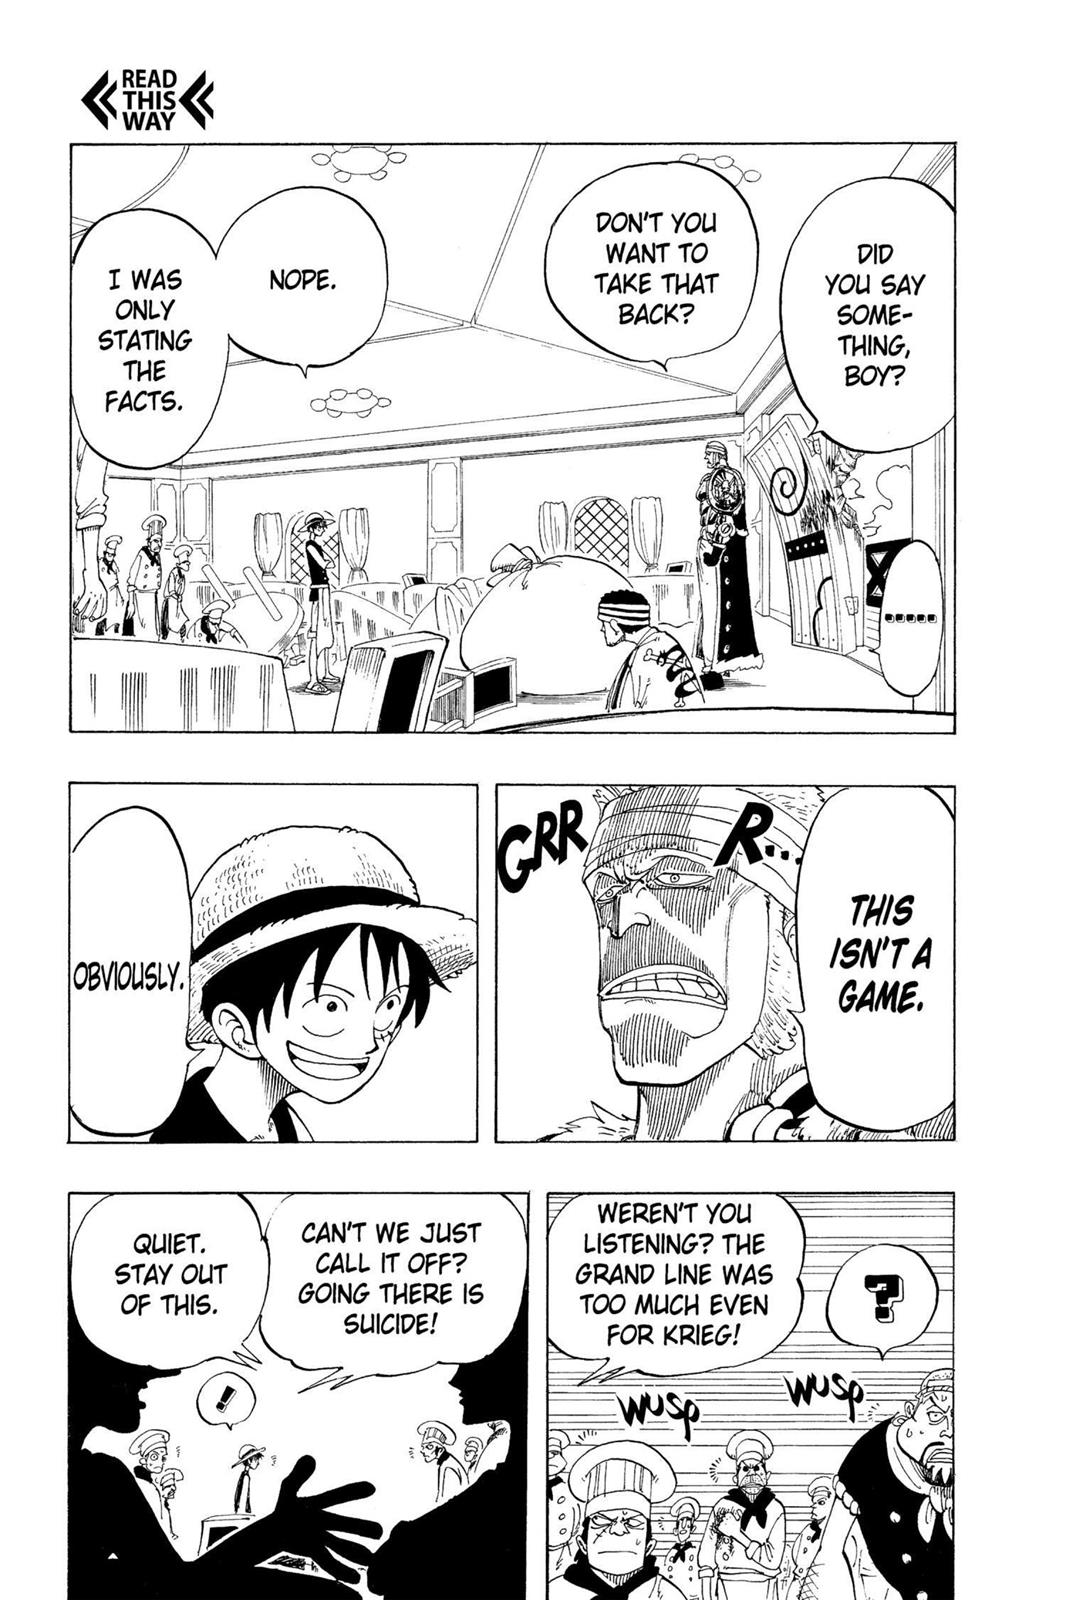 READ
THIS
WAY
DID
YOU SAY
SOME-
THING,
BOY?
DON'T YOU
WANT TO
TAKE THAT
BACK?
NOPE.
I WAS
ONLY
STATING
THE
FACTS.
......
THIS
ISN'T A
GAME.
GRR
R...
OBVIOUSLY.
WEREN'T YOU
LISTENING? THE
GRAND LINE WAS
TOO MUCH EVEN
FOR KRIEG!
?
WUSP
WUSP
CAN'T WE JUST
CALL IT OFF?
GOING THERE IS
SUICIDE!
QUIET.
STAY OUT
OF THIS.
!